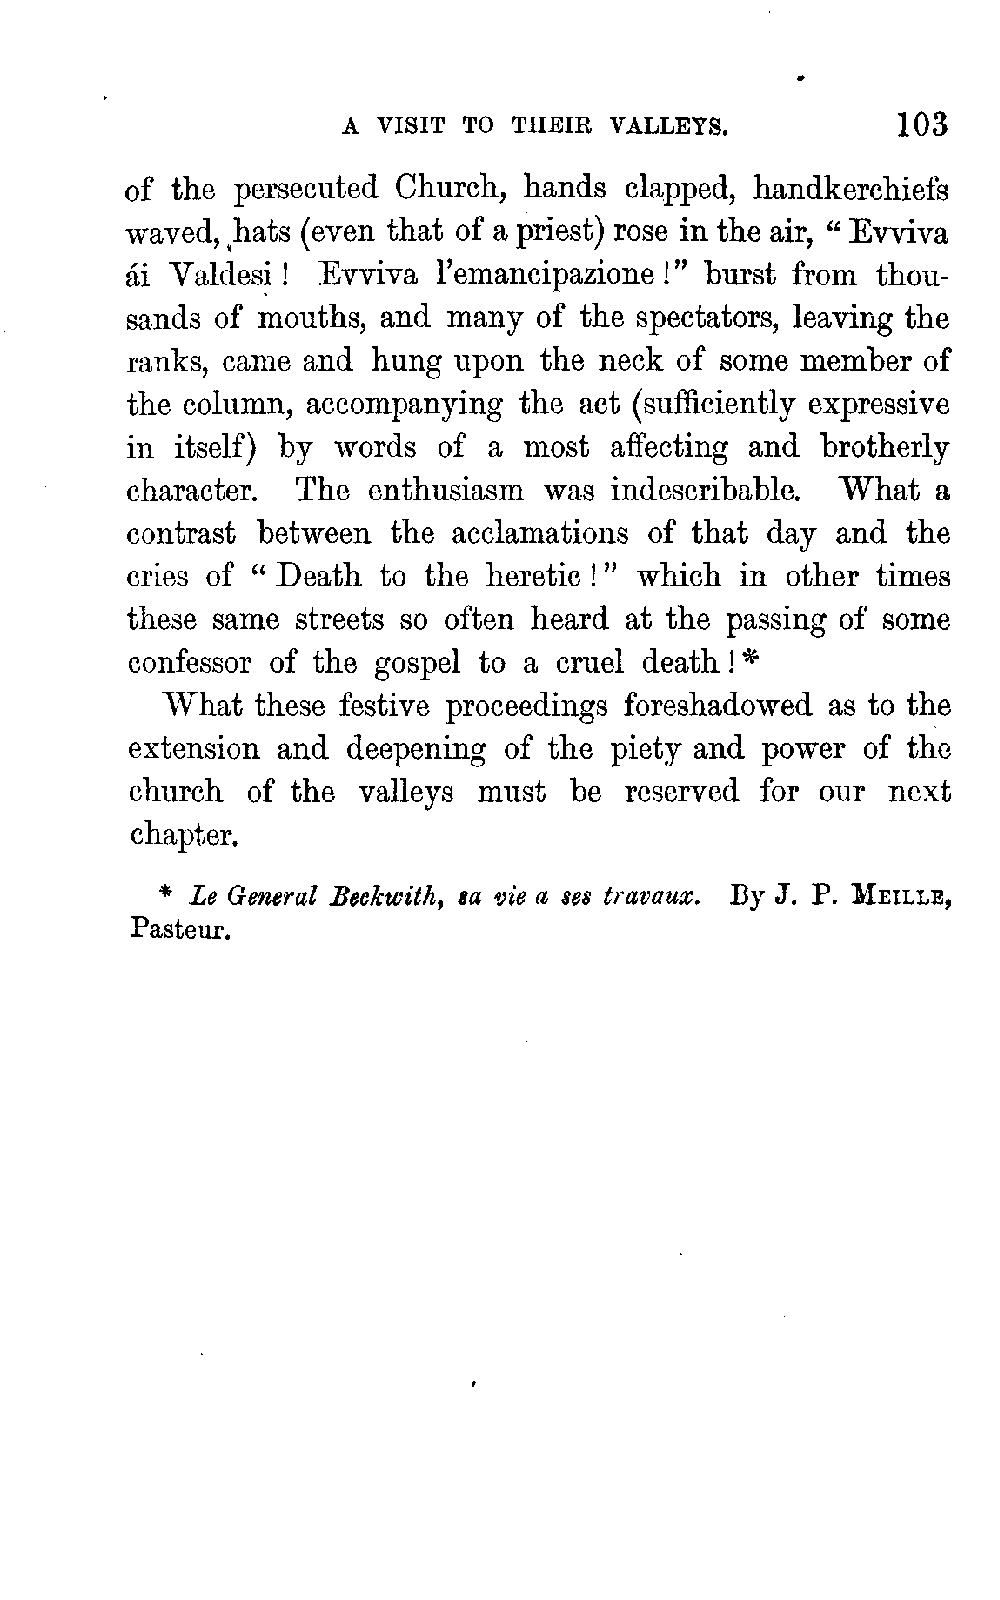 A VISIT TO THEIR VALLEYS. 103
of the persecuted Church, hands clapped, handkerchiefs
waved, hats (even that of a priest) rose in the air, “ Evviva
ái Valdesi ! Evviva l’emancipazione !” burst from thou-
sands of mouths, and many of the spectators, leaving the
ranks, came and hung upon the neck of some member of
the column, accompanying the act (sufficiently expressive
in itself) by words of a most affecting and brotherly
character. The enthusiasm was indescribable. What a
contrast between the acclamations of that day and the
cries of “ Death to the heretic !” which in other times
these same streets so often heard at the passing of some
confessor of the gospel to a cruel death !*
What these festive proceedings foreshadowed as to the
extension and deepening of the piety and power of the
church of the valleys must be reserved for our next
chapter.
* Le General Beckwith, sa vie a ses travaux. By J. P. MEILLE,
Pasteur.